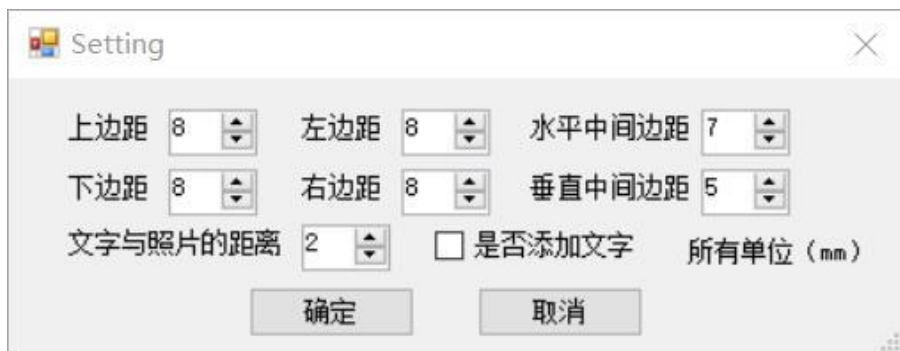 Setting
上边距 8 左边距 8 水平中间边距 7
下边距 8 右边距 8 垂直中间边距 5
文字与照片的距离 2 是否添加文字 所有单位（mm）
确定 取消